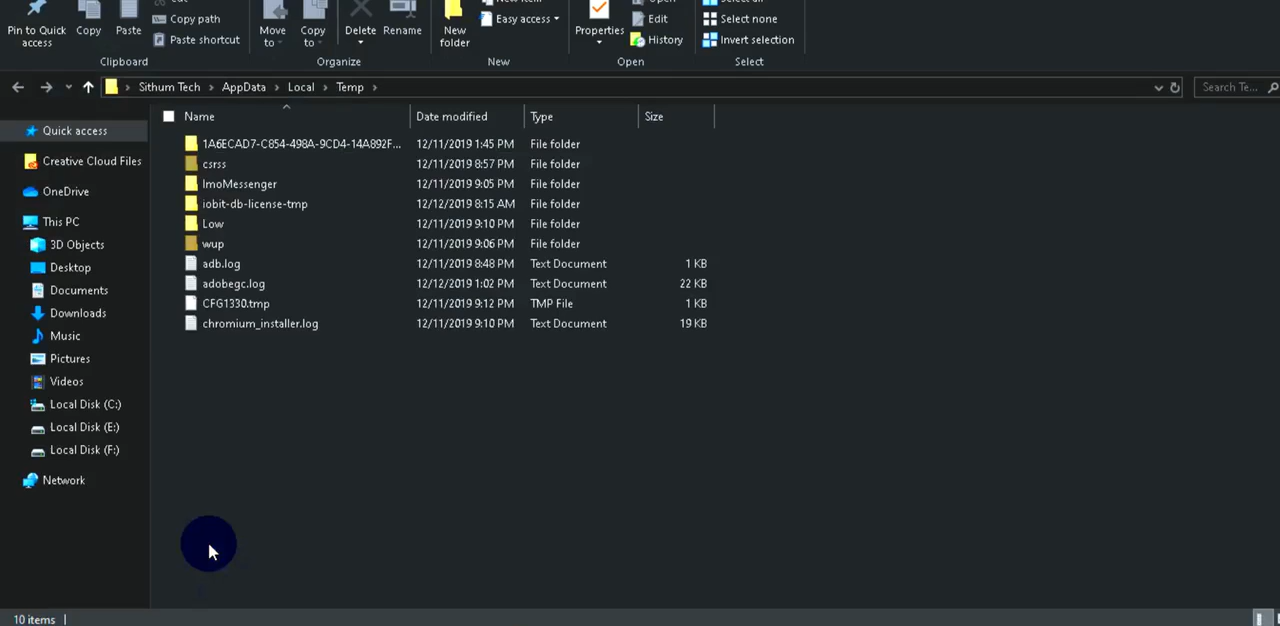 Cut
Copy path
Paste shortcut
Pin to Quick access
Copy
Paste
Clipboard
Move to
Copy to
Delete
Rename
Organize
New folder
New item
Easy access
New
Properties
Open
Edit
History
Open
Select all
Select none
Invert selection
Select
Sithum Tech > AppData > Local > Temp >
Search Te...
Name Date modified Type Size
1A6ECAD7-C854-498A-9CD4-14A892F... 12/11/2019 1:45 PM File folder
csrss 12/11/2019 8:57 PM File folder
ImoMessenger 12/11/2019 9:05 PM File folder
iobit-db-license-tmp 12/12/2019 8:15 AM File folder
Low 12/11/2019 9:10 PM File folder
wup 12/11/2019 9:06 PM File folder
adb.log 12/11/2019 8:48 PM Text Document 1 KB
adobegc.log 12/12/2019 1:02 PM Text Document 22 KB
CFG1330.tmp 12/11/2019 9:12 PM TMP File 1 KB
chromium_installer.log 12/11/2019 9:10 PM Text Document 19 KB
Quick access
Creative Cloud Files
OneDrive
This PC
3D Objects
Desktop
Documents
Downloads
Music
Pictures
Videos
Local Disk (C:)
Local Disk (E:)
Local Disk (F:)
Network
10 items